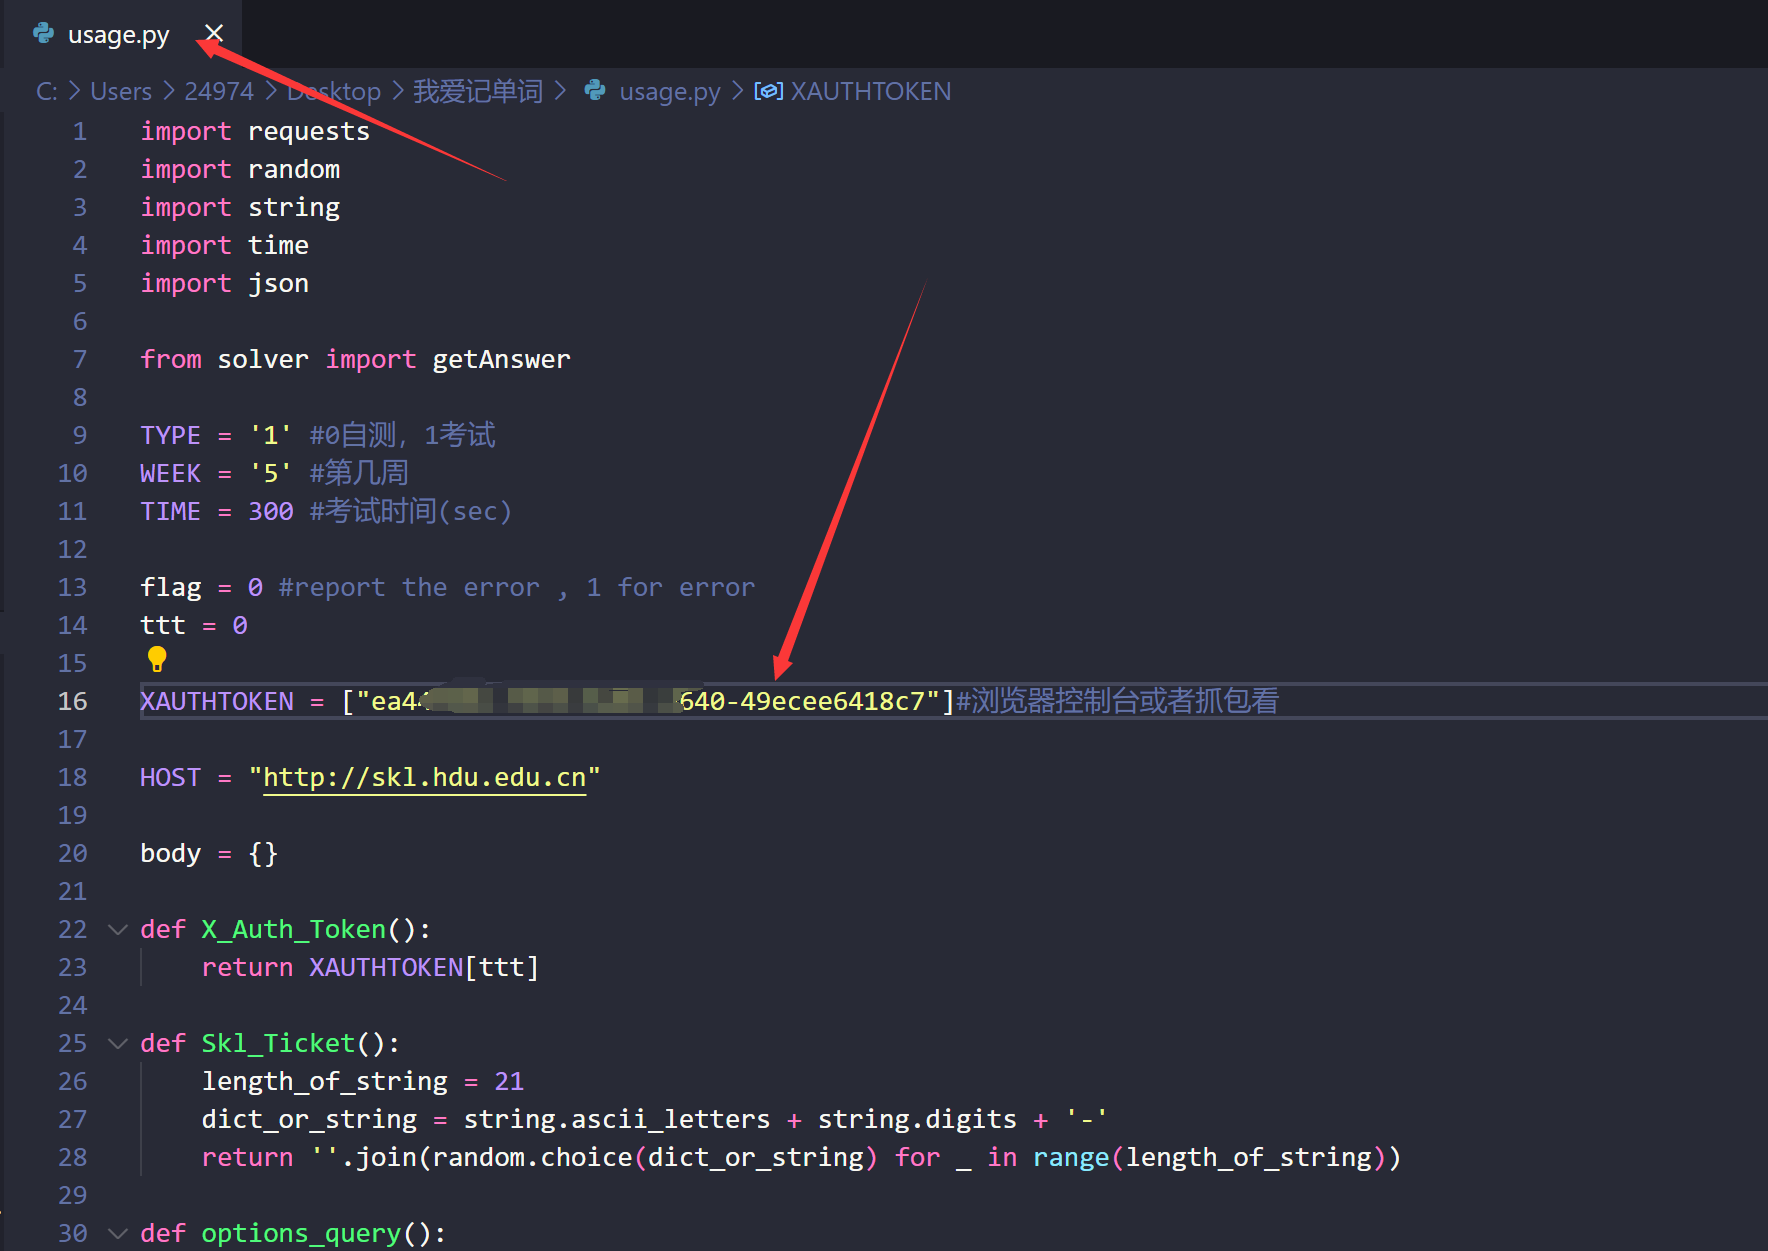 usage.py
C: > Users > 24974 > Desktop > 我爱记单词 > usage.py > XAUTHTOKEN
1 import requests
2 import random
3 import string
4 import time
5 import json
6
7 from solver import getAnswer
8
9 TYPE = '1' #0自测，1考试
10 WEEK = '5' #第几周
11 TIME = 300 #考试时间(sec)
12
13 flag = 0 #report the error , 1 for error
14 ttt = 0
15
16 XAUTHTOKEN = ["ea44 640-49ecee6418c7"]#浏览器控制台或者抓包看
17
18 HOST = "http://skl.hdu.edu.cn"
19
20 body = {}
21
22 def X_Auth_Token():
23 return XAUTHTOKEN[ttt]
24
25 def Skl_Ticket():
26 length_of_string = 21
27 dict_or_string = string.ascii_letters + string.digits + '-'
28 return ''.join(random.choice(dict_or_string) for _ in range(length_of_string))
29
30 def options_query():